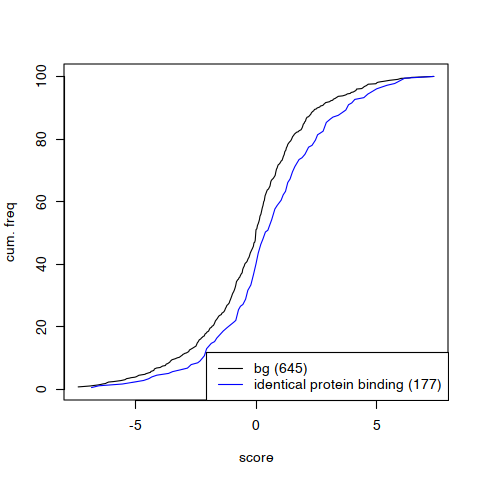 cum. freq
100
80
60
40
20
0
bg (645)
identical protein binding (177)
-5
0
5
score